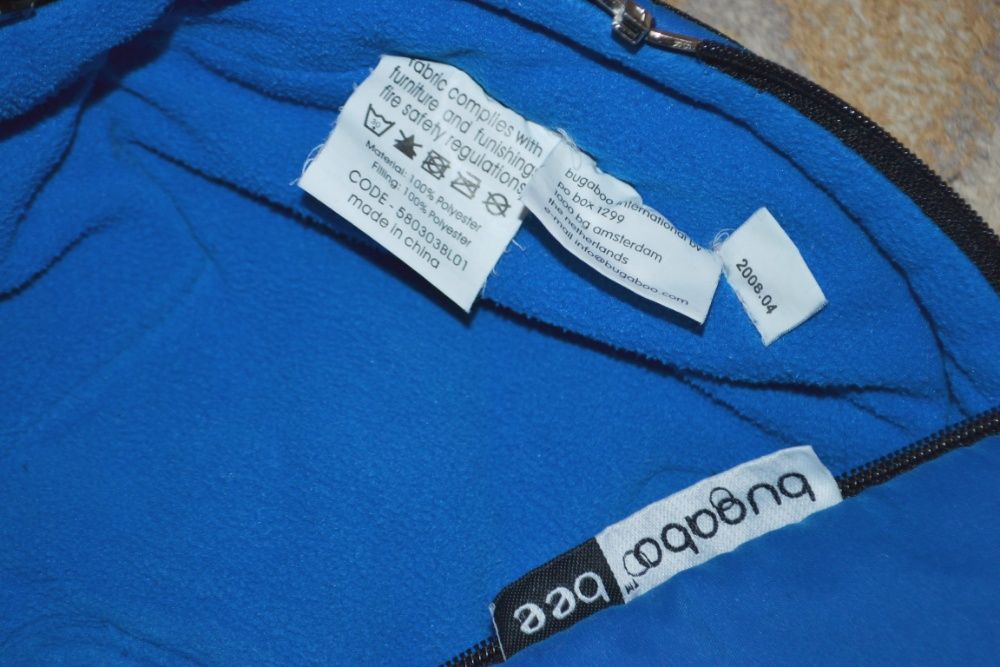 fabric complies with
furniture and furnishing
fire safety regulations
30
Material: 100% Polyester
Filling: 100% Polyester
CODE - 580303BL01
made in china
bugaboo international bv
po box 1299
1000 bg amsterdam
the netherlands
e-mail info@bugaboo.com
2008.04
bugaboo™
bee